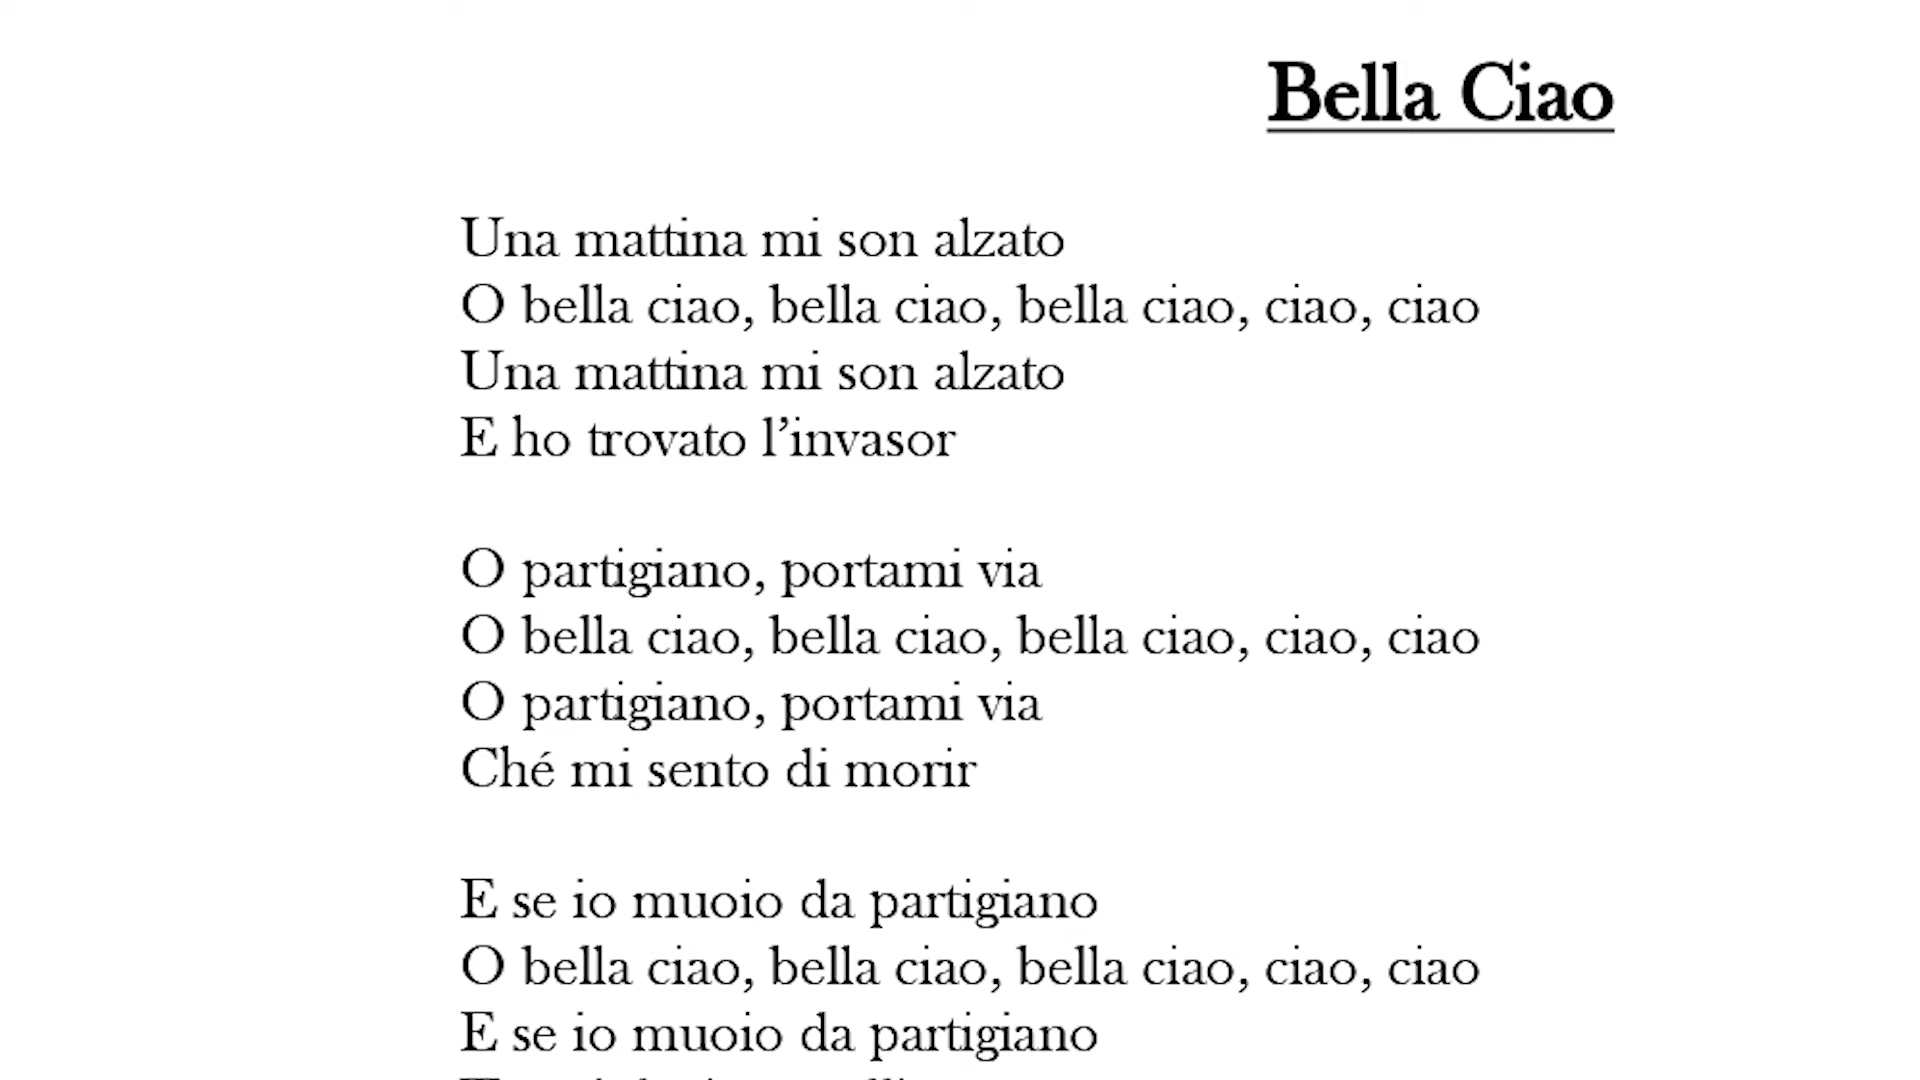 Bella Ciao
Una mattina mi son alzato
O bella ciao, bella ciao, bella ciao, ciao, ciao
Una mattina mi son alzato
E ho trovato l’invasor
O partigiano, portami via
O bella ciao, bella ciao, bella ciao, ciao, ciao
O partigiano, portami via
Ché mi sento di morir
E se io muoio da partigiano
O bella ciao, bella ciao, bella ciao, ciao, ciao
E se io muoio da partigiano